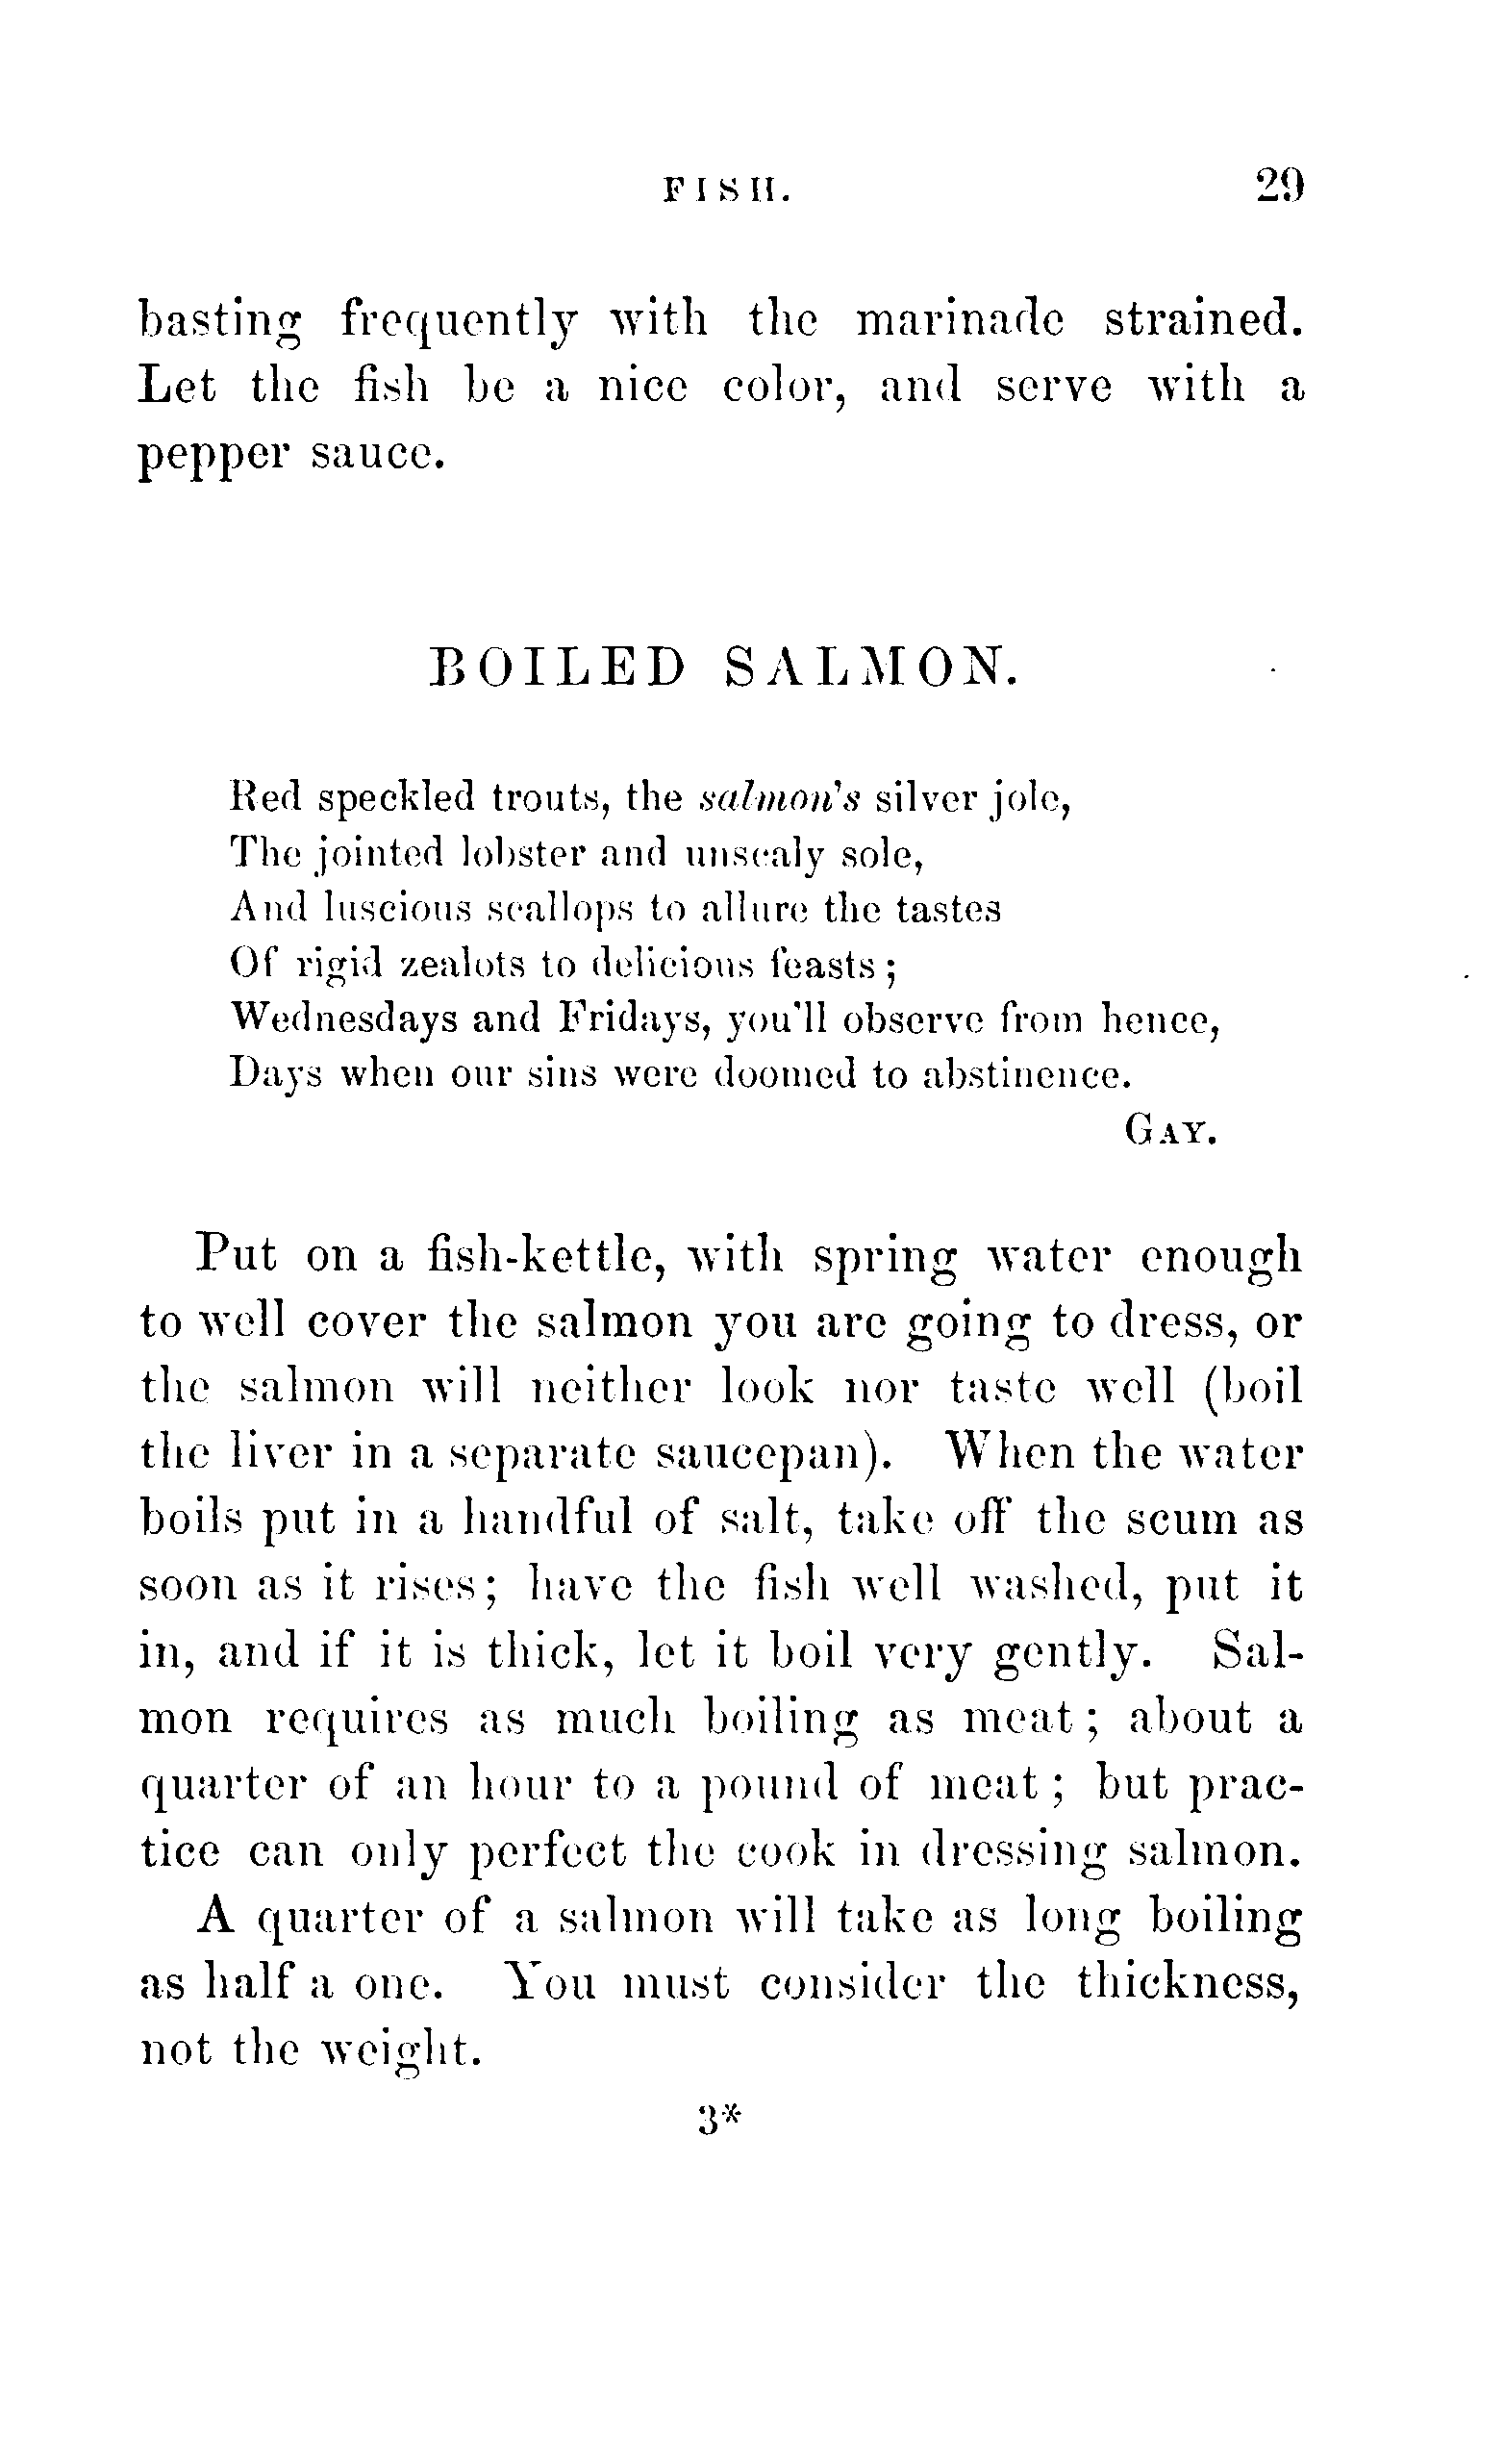 FISH. 29
basting frequently with the marinade strained.
Let the fish be a nice color, and serve with a
pepper sauce.
BOILED SALMON.
Red speckled trouts, the salmon's silver jole,
The jointed lobster and unscaly sole,
And luscious scallops to allure the tastes
Of rigid zealots to delicious feasts;
Wednesdays and Fridays, you'll observe from hence,
Days when our sins were doomed to abstinence.
GAY.
Put on a fish-kettle, with spring water enough
to well cover the salmon you are going to dress, or
the salmon will neither look nor taste well (boil
the liver in a separate saucepan). When the water
boils put in a handful of salt, take off the scum as
soon as it rises; have the fish well washed, put it
in, and if it is thick, let it boil very gently. Sal-
mon requires as much boiling as meat; about a
quarter of an hour to a pound of meat; but prac-
tice can only perfect the cook in dressing salmon.
A quarter of a salmon will take as long boiling
as half a one. You must consider the thickness,
not the weight.
3*